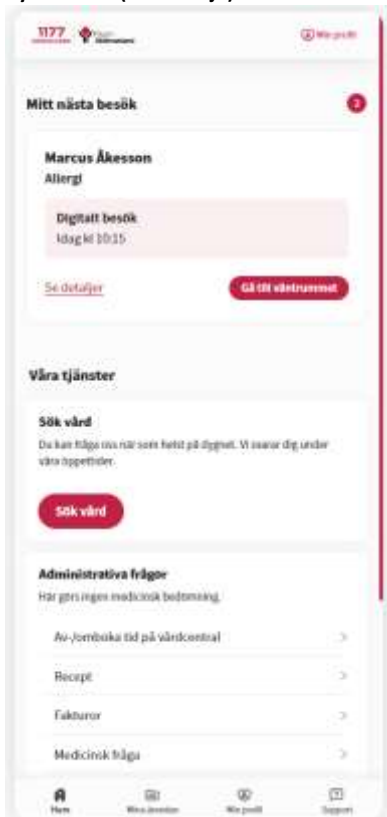 1177
Min profil
Mitt nästa besök
2
Marcus Åkesson
Allergi
Digitalt besök
Idag kl 10:15
Se detaljer
Gå till väntrummet
Våra tjänster
Sök vård
Du kan fråga oss när som helst på dygnet. Vi svarar dig under
våra öppettider.
Sök vård
Administrativa frågor
Här görs ingen medicinsk bedömning.
Av-/omboka tid på vårdcentral
Recept
Fakturor
Medicinsk fråga
Hem
Mina ärenden
Min profil
Support